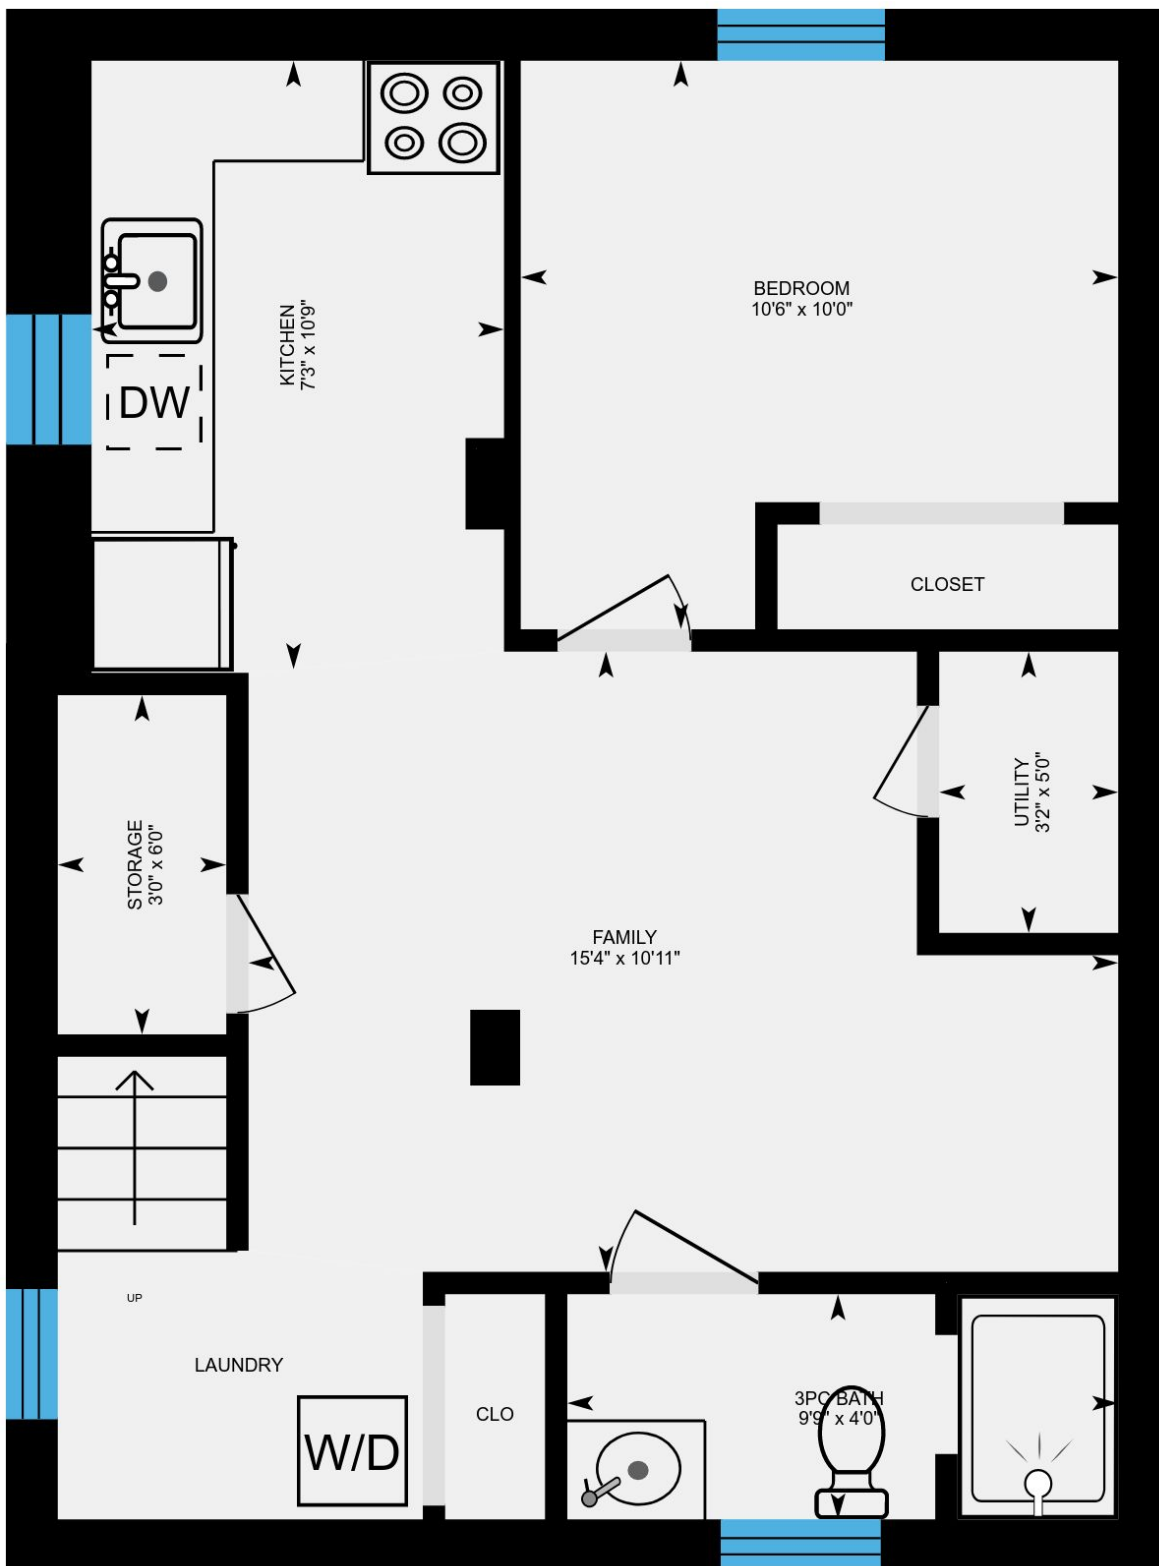 BEDROOM
10'6" x 10'0"
KITCHEN
7'3" x 10'9"
DW
CLOSET
UTILITY
3'2" x 5'0"
STORAGE
3'0" x 6'0"
FAMILY
15'4" x 10'11"
UP
LAUNDRY
W/D
CLO
3PC BATH
9'9" x 4'0"